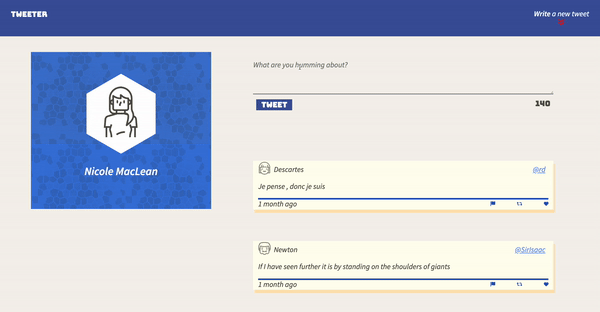 TWEETER
Write a new tweet
Nicole MacLean
What are you humming about?
TWEET
140
Descartes
@rd
Je pense , donc je suis
1 month ago
Newton
@SirIsaac
If I have seen further it is by standing on the shoulders of giants
1 month ago